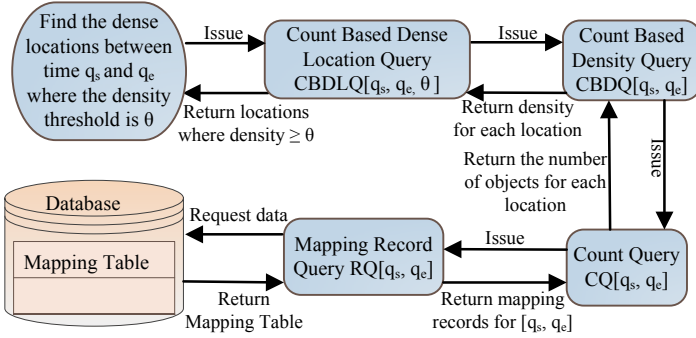 Find the dense
locations between
time qs and qe
where the density
threshold is θ
Issue
Return locations
where density ≥ θ
Count Based Dense
Location Query
CBDLQ[qs, qe, θ ]
Issue
Return density
for each location
Count Based
Density Query
CBDQ[qs, qe]
Return the number
of objects for each
location
Issue
Database
Mapping Table
Request data
Return
Mapping Table
Mapping Record
Query RQ[qs, qe]
Issue
Return mapping
records for [qs, qe]
Count Query
CQ[qs, qe]